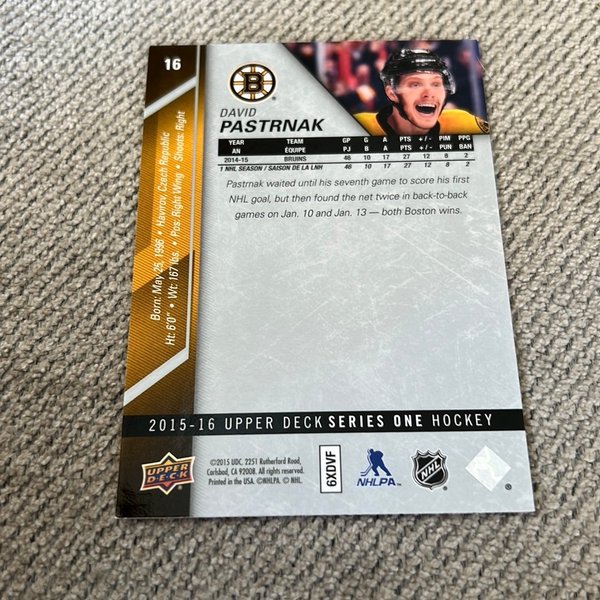 16
B
DAVID
PASTRNAK
YEAR TEAM GP G A PTS +/- PIM PPG
AN ÉQUIPE PJ B A PTS +/- PUN BAN
2014-15 BRUINS 46 10 17 27 12 8 2
1 NHL SEASON / SAISON DE LA LNH 46 10 17 27 12 8 2
Pastrnak waited until his seventh game to score his first
NHL goal, but then found the net twice in back-to-back
games on Jan. 10 and Jan. 13 — both Boston wins.
Born: May 25, 1996 • Havirov, Czech Republic
Ht: 6'0" • Wt: 167 lbs. • Pos: Right Wing • Shoots: Right
2015-16 UPPER DECK SERIES ONE HOCKEY
UPPER DECK
©2015 UDC. 2251 Rutherford Road,
Carlsbad, CA 92008. All rights reserved.
Printed in the USA. ©NHLPA. © NHL.
6XDVF
NHLPA
NHL
®